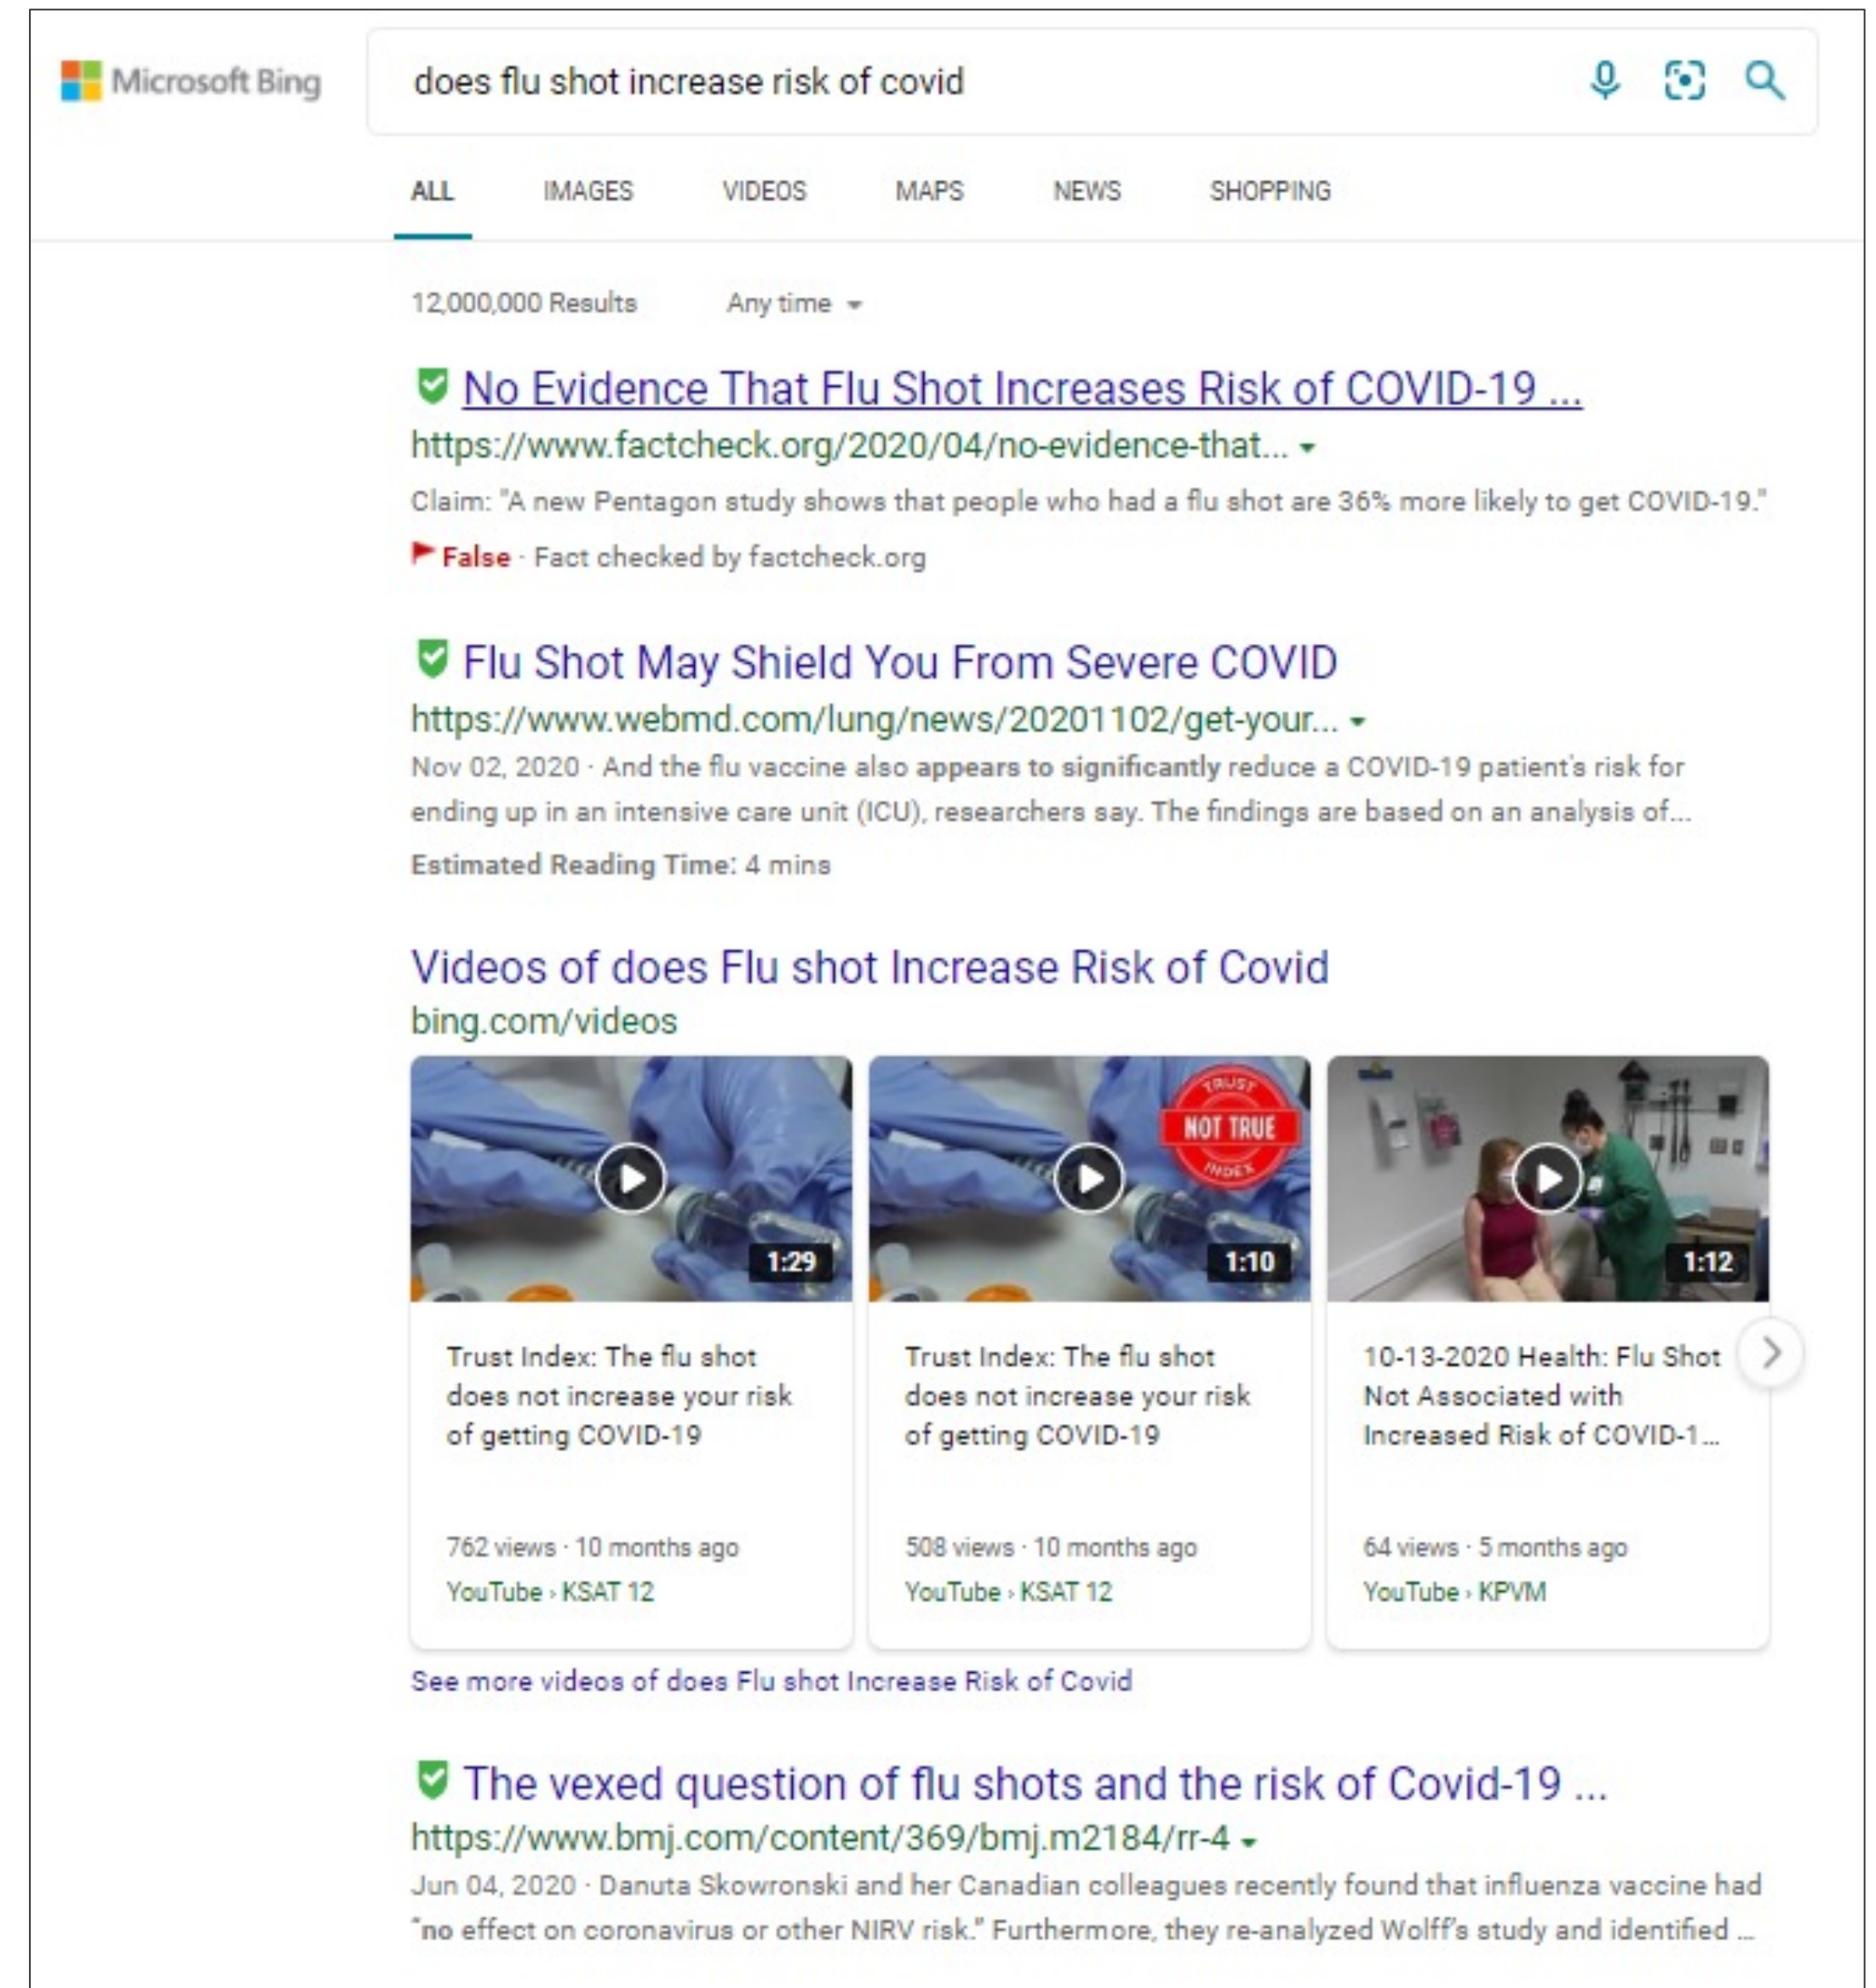 Microsoft Bing
does flu shot increase risk of covid
ALL IMAGES VIDEOS MAPS NEWS SHOPPING
12,000,000 Results Any time
No Evidence That Flu Shot Increases Risk of COVID-19 ...
https://www.factcheck.org/2020/04/no-evidence-that...
Claim: "A new Pentagon study shows that people who had a flu shot are 36% more likely to get COVID-19."
False · Fact checked by factcheck.org
Flu Shot May Shield You From Severe COVID
https://www.webmd.com/lung/news/20201102/get-your...
Nov 02, 2020 · And the flu vaccine also appears to significantly reduce a COVID-19 patient's risk for
ending up in an intensive care unit (ICU), researchers say. The findings are based on an analysis of...
Estimated Reading Time: 4 mins
Videos of does Flu shot Increase Risk of Covid
bing.com/videos
1:29
Trust Index: The flu shot
does not increase your risk
of getting COVID-19
762 views · 10 months ago
YouTube › KSAT 12
TRUST
NOT TRUE
INDEX
1:10
Trust Index: The flu shot
does not increase your risk
of getting COVID-19
508 views · 10 months ago
YouTube › KSAT 12
1:12
10-13-2020 Health: Flu Shot
Not Associated with
Increased Risk of COVID-1...
64 views · 5 months ago
YouTube › KPVM
See more videos of does Flu shot Increase Risk of Covid
The vexed question of flu shots and the risk of Covid-19 ...
https://www.bmj.com/content/369/bmj.m2184/rr-4
Jun 04, 2020 · Danuta Skowronski and her Canadian colleagues recently found that influenza vaccine had
“no effect on coronavirus or other NIRV risk.” Furthermore, they re-analyzed Wolff’s study and identified ...